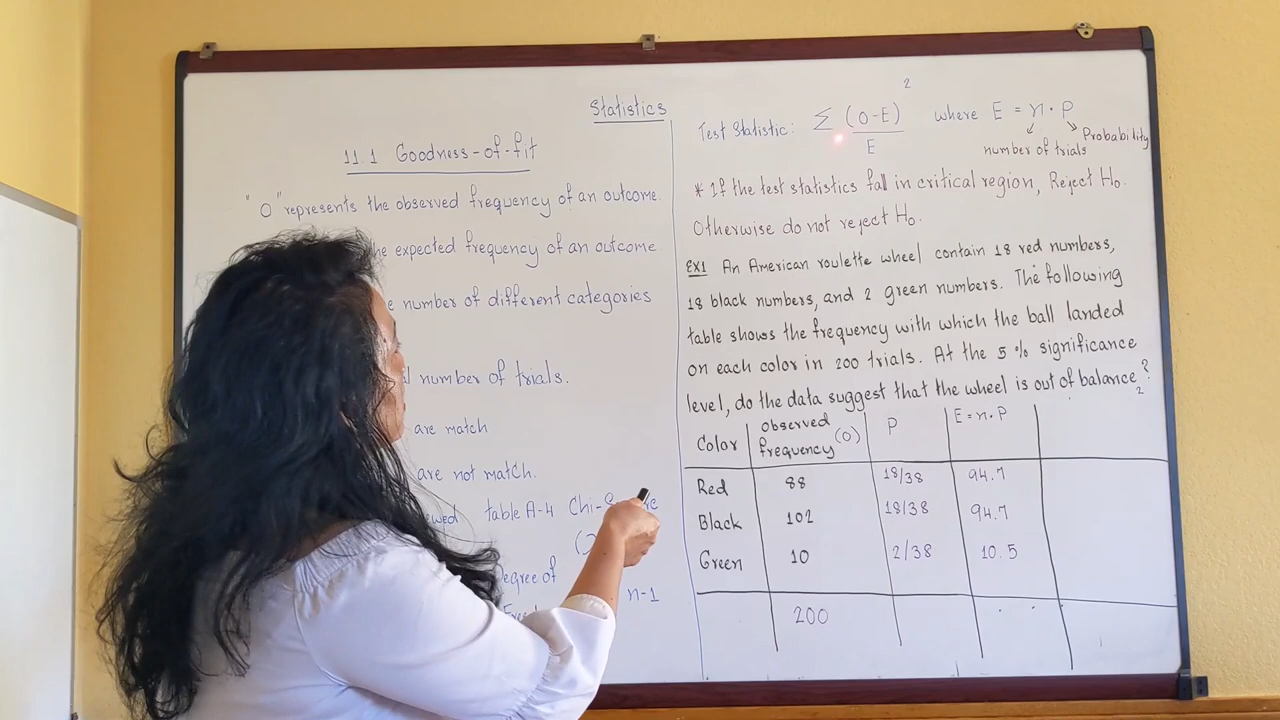 Statistics
11.1 Goodness-of-fit
"O" represents the observed frequency of an outcome.
the expected frequency of an outcome
number of different categories
number of trials.
are match
are not match.
table A-4 Chi-
Degree of
n-1
Test Statistic: Σ (O-E)²/E where E = n·P
number of trials Probability
* If the test statistics fall in critical region, Reject H₀.
Otherwise do not reject H₀.
Ex1 An American roulette wheel contain 18 red numbers,
18 black numbers, and 2 green numbers. The following
table shows the frequency with which the ball landed
on each color in 200 trials. At the 5% significance
level, do the data suggest that the wheel is out of balance?
2
Color observed frequency (O) P E=n.P
Red 88 18/38 94.7
Black 102 18/38 94.7
Green 10 2/38 10.5
200